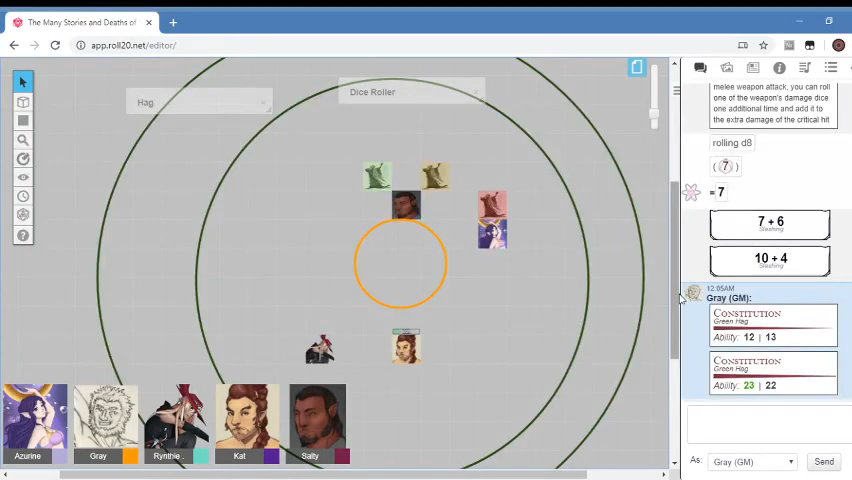 The Many Stories and Deaths of
app.roll20.net/editor/
Hag
Dice Roller
melee weapon attack, you can roll
one of the weapon's damage dice
one additional time and add it to
the extra damage of the critical hit
rolling d8
(7)
= 7
7 + 6
Slashing
10 + 4
Slashing
12:05AM
Gray (GM):
CONSTITUTION
Green Hag
Ability: 12 | 13
CONSTITUTION
Green Hag
Ability: 23 | 22
Azurine
Gray
Rynthie .
Kat
Salty
As:
Gray (GM)
Send